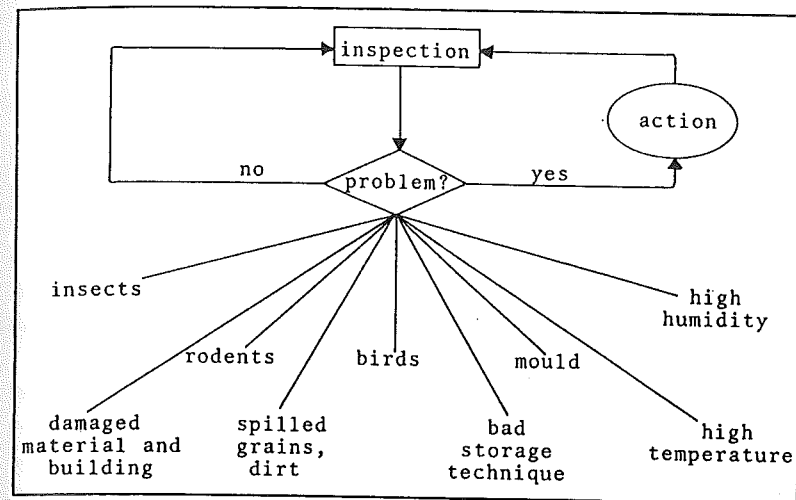 inspection
action
no
problem?
yes
insects
high
humidity
rodents
birds
mould
damaged
material and
building
spilled
grains,
dirt
bad
storage
technique
high
temperature